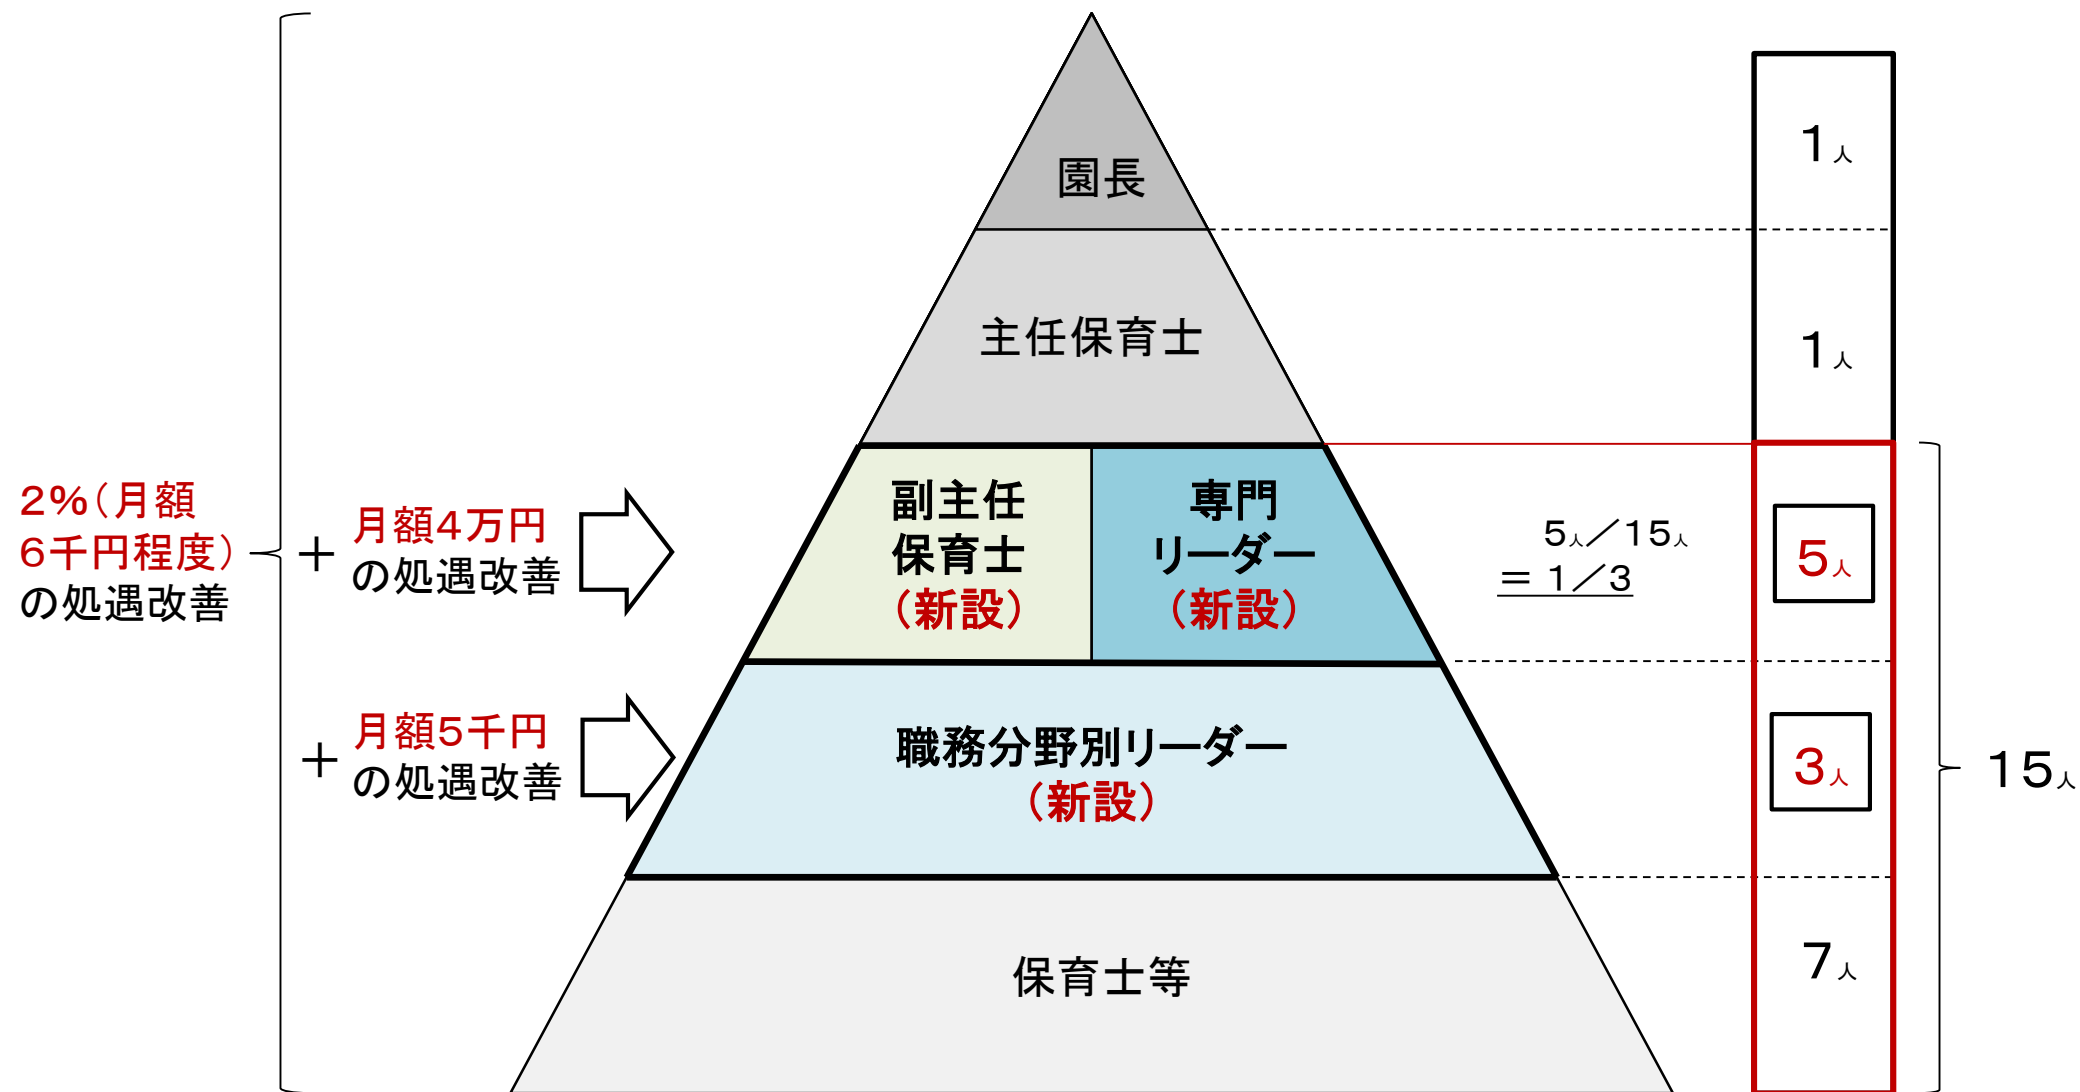 園長
1人
主任保育士
1人
2%(月額
6千円程度)
の処遇改善
+
月額4万円
の処遇改善
副主任
保育士
(新設)
専門
リーダー
(新設)
5人/15人
= 1/3
5人
+
月額5千円
の処遇改善
職務分野別リーダー
(新設)
3人
15人
保育士等
7人